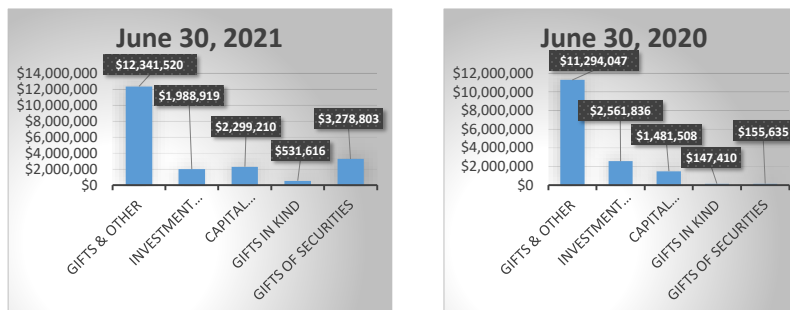 June 30, 2021
$12,341,520
$1,988,919
$2,299,210
$531,616
$3,278,803
$14,000,000
$12,000,000
$10,000,000
$8,000,000
$6,000,000
$4,000,000
$2,000,000
$0
GIFTS & OTHER
INVESTMENT…
CAPITAL…
GIFTS IN KIND
GIFTS OF SECURITIES
June 30, 2020
$11,294,047
$2,561,836
$1,481,508
$147,410
$155,635
$12,000,000
$10,000,000
$8,000,000
$6,000,000
$4,000,000
$2,000,000
$0
GIFTS & OTHER
INVESTMENT…
CAPITAL…
GIFTS IN KIND
GIFTS OF SECURITIES